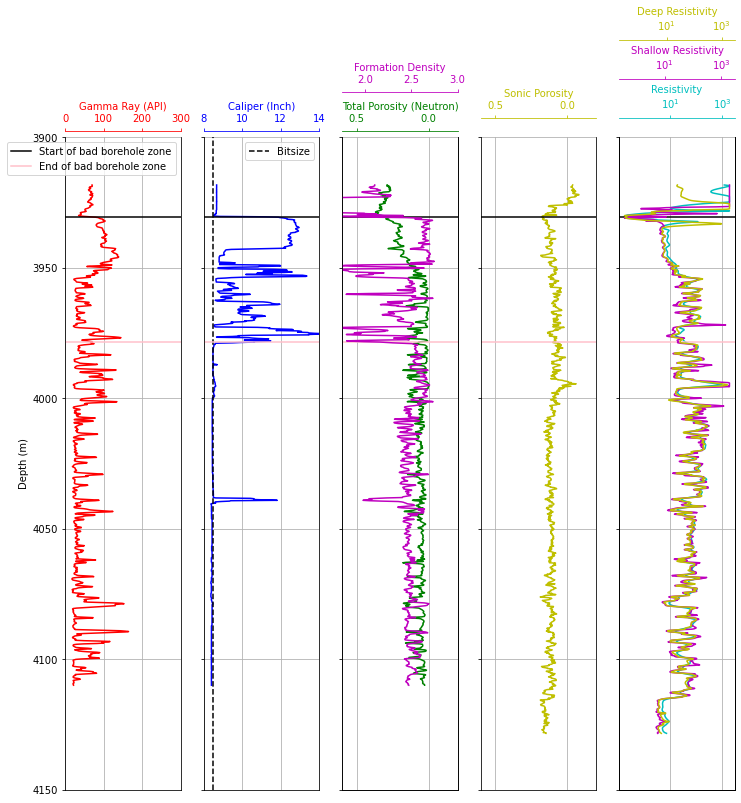 Deep Resistivity
10¹ 10³
Shallow Resistivity
10¹ 10³
Formation Density
2.0 2.5 3.0
Sonic Porosity
0.5 0.0
Resistivity
10¹ 10³
Gamma Ray (API)
0 100 200 300
Caliper (Inch)
8 10 12 14
Total Porosity (Neutron)
0.5 0.0
Start of bad borehole zone
End of bad borehole zone
Bitsize
Depth (m)
3900
3950
4000
4050
4100
4150